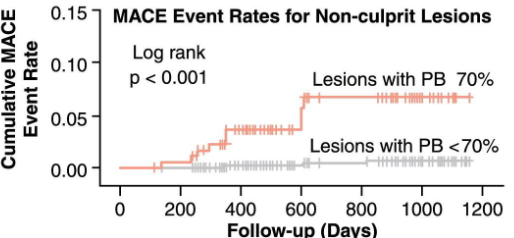 MACE Event Rates for Non-culprit Lesions
Cumulative MACE
Event Rate
0.15
0.10
0.05
0.00
Log rank
p < 0.001
Lesions with PB 70%
Lesions with PB <70%
0 200 400 600 800 1000 1200
Follow-up (Days)